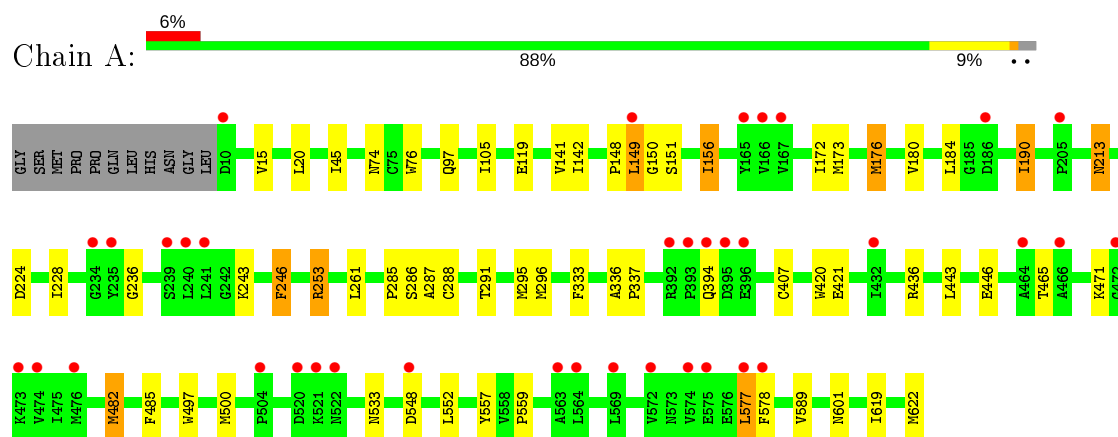 6%
Chain A:
88% 9% • •
GLY SER MET PRO PRO GLN LEU HIS ASN GLY LEU D10 V15 L20 I45 N74 C75 W76 Q97 I105 E119 V141 I142 P148 L149 G150 S151 I156 Y165 V166 V167 I172 M173 M176 V180 L184 G185 D186 I190 P205 N213
D224 I228 G234 Y235 G236 S239 L240 L241 G242 K243 F246 R253 L261 P285 S286 A287 C288 T291 M295 M296 F333 A336 P337 R392 P393 Q394 D395 E396 C407 W420 E421 I432 R436 L443 E446 A464 T465 A466 K471
K473 V474 I475 M476 M482 F485 W497 M500 P504 D520 K521 N522 N533 D548 L552 Y557 V558 P559 A563 L564 L569 V572 N573 V574 E575 E576 L577 F578 V589 N601 I619 M622